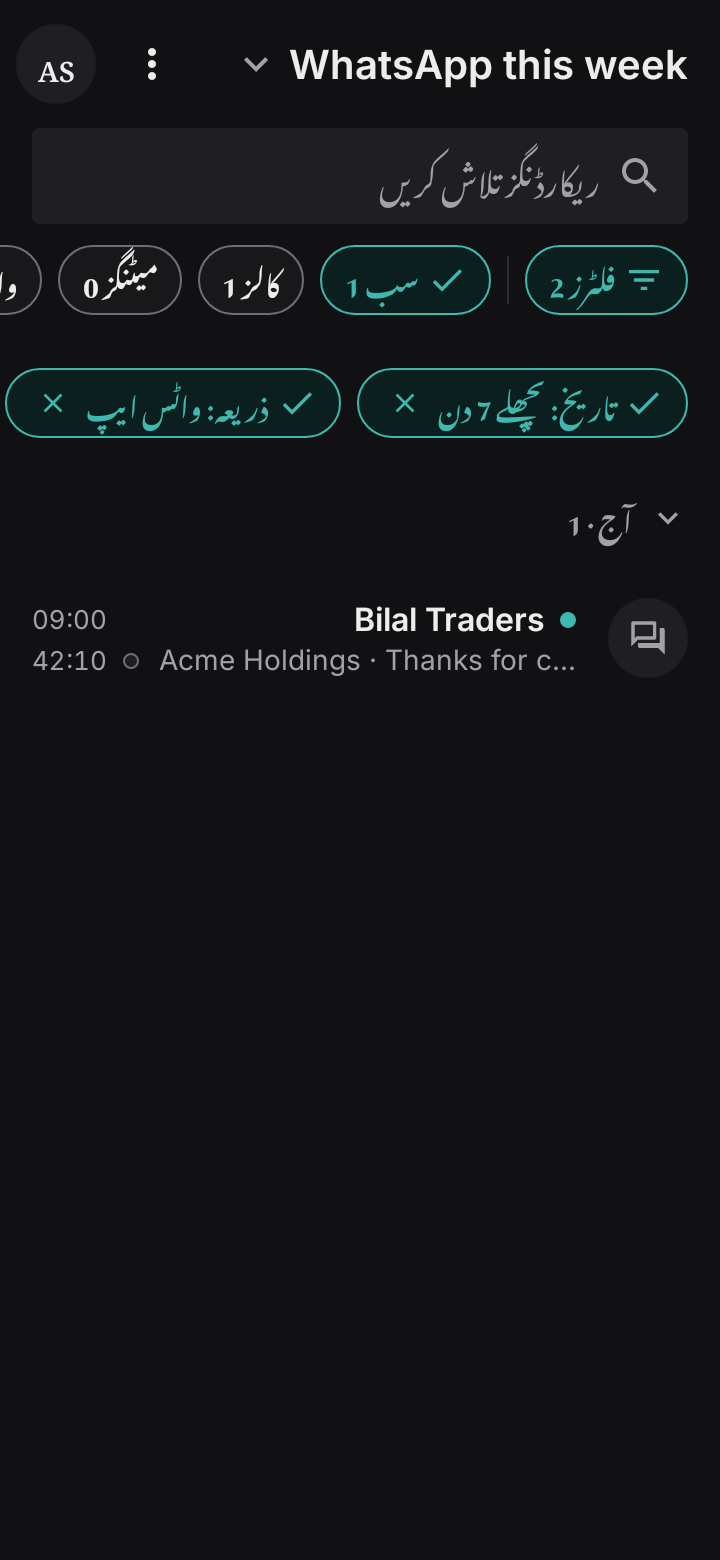 WhatsApp this week
AS
ریکارڈنگز تلاش کریں
فلٹرز 2
سب 1
کالز 1
میٹنگز 0
تاریخ: پچھلے 7 دن
ذریعہ: واٹس ایپ
آج · 1
Bilal Traders
09:00
Acme Holdings · Thanks for c...
42:10